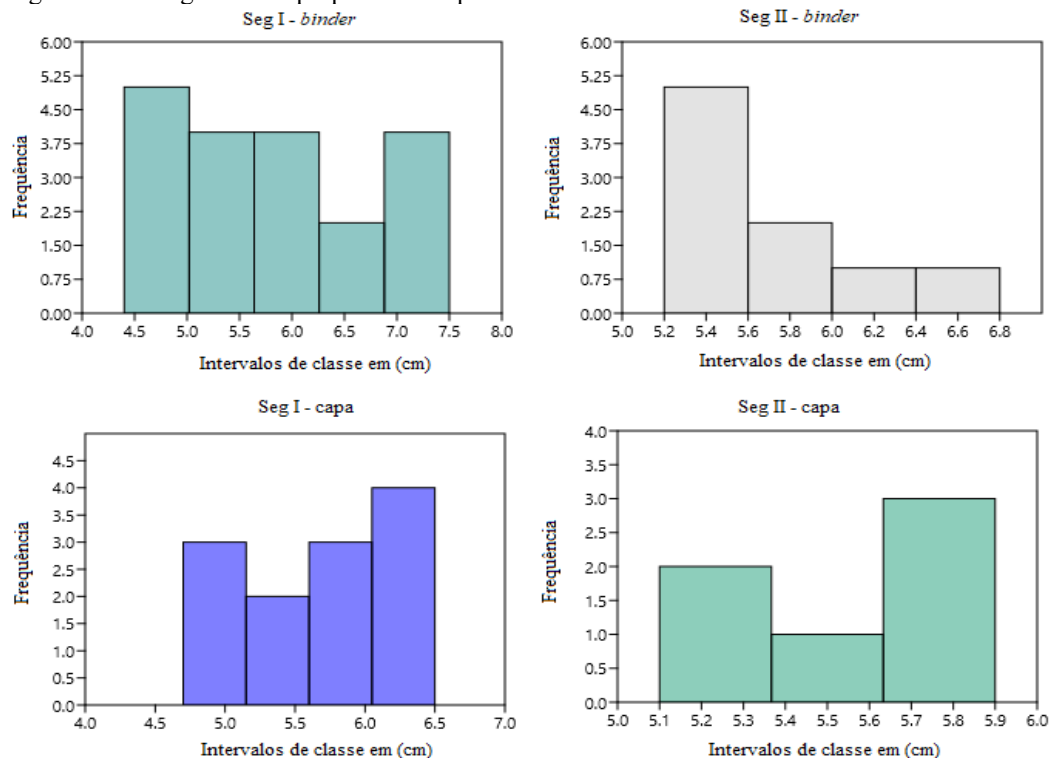 Seg I - binder
6.00
5.25
4.50
3.75
3.00
2.25
1.50
0.75
0.00
Frequência
4.0 4.5 5.0 5.5 6.0 6.5 7.0 7.5 8.0
Intervalos de classe em (cm)
Seg II - binder
6.00
5.25
4.50
3.75
3.00
2.25
1.50
0.75
0.00
Frequência
5.0 5.2 5.4 5.6 5.8 6.0 6.2 6.4 6.6 6.8
Intervalos de classe em (cm)
Seg I - capa
4.5
4.0
3.5
3.0
2.5
2.0
1.5
1.0
0.5
0.0
Frequência
4.0 4.5 5.0 5.5 6.0 6.5 7.0
Intervalos de classe em (cm)
Seg II - capa
4.0
3.5
3.0
2.5
2.0
1.5
1.0
0.5
0.0
Frequência
5.0 5.1 5.2 5.3 5.4 5.5 5.6 5.7 5.8 5.9 6.0
Intervalos de classe em (cm)